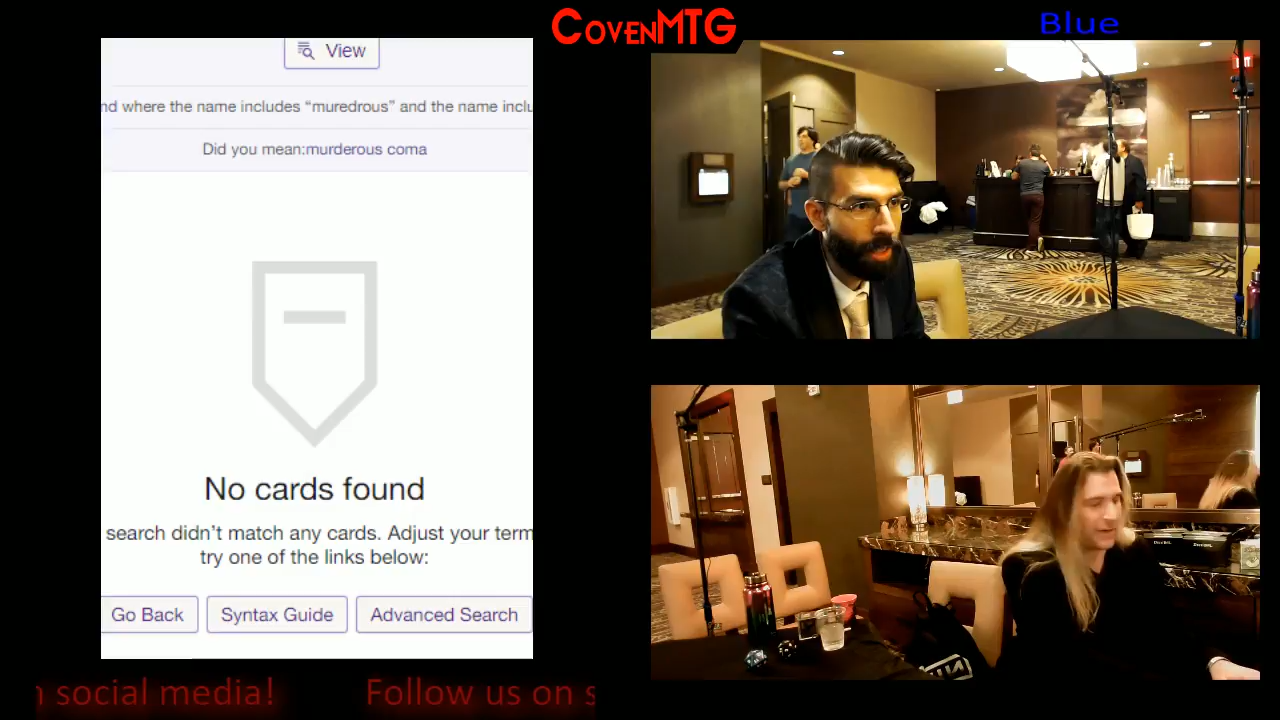 COVENMTG
Blue
View
nd where the name includes “muredrous” and the name inclu
Did you mean:murderous coma
No cards found
search didn’t match any cards. Adjust your term
try one of the links below:
Go Back
Syntax Guide
Advanced Search
n social media!
Follow us on s